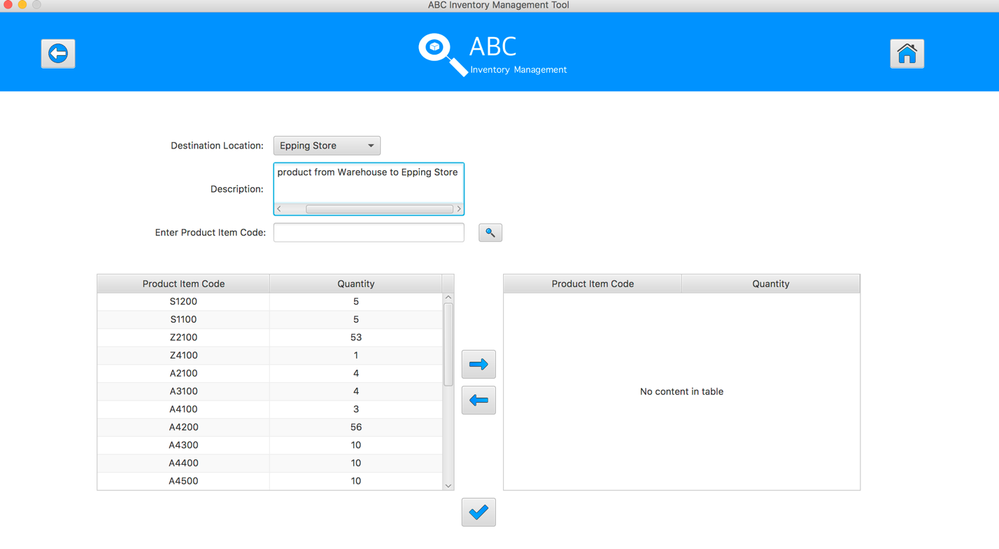 ABC Inventory Management Tool
ABC
Inventory Management
Destination Location: Epping Store
Description: product from Warehouse to Epping Store
Enter Product Item Code:
Product Item Code Quantity
S1200 5
S1100 5
Z2100 53
Z4100 1
A2100 4
A3100 4
A4100 3
A4200 56
A4300 10
A4400 10
A4500 10
Product Item Code Quantity
No content in table